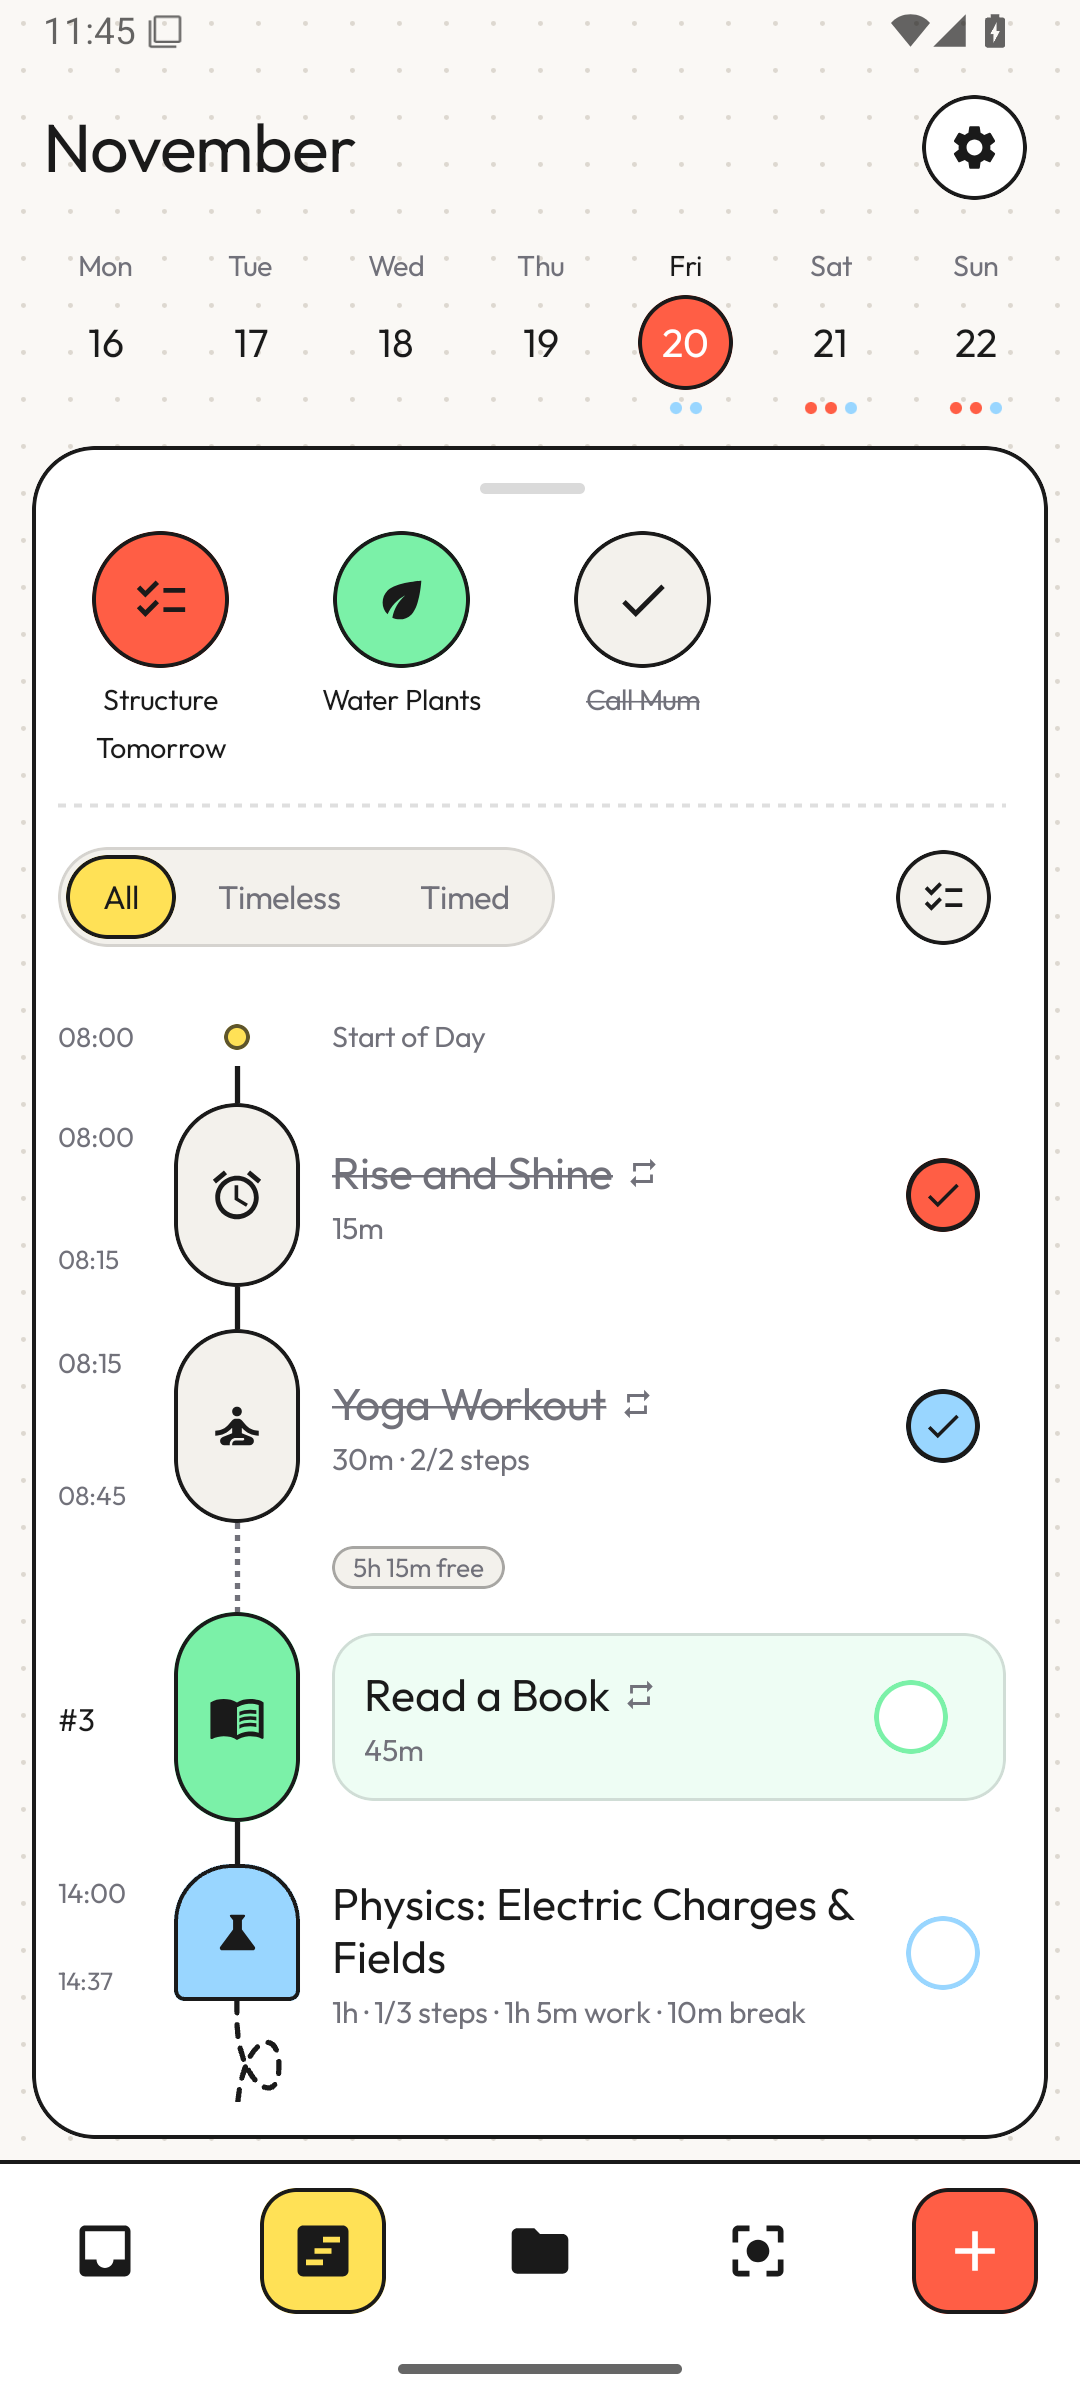 11:45
November
Mon Tue Wed Thu Fri Sat Sun
16 17 18 19 20 21 22
Structure
Tomorrow
Water Plants
Call Mum
All Timeless Timed
08:00 Start of Day
08:00
Rise and Shine
15m
08:15
08:15
Yoga Workout
30m · 2/2 steps
08:45
5h 15m free
Read a Book
#3
45m
14:00
Physics: Electric Charges &
Fields
14:37
1h · 1/3 steps · 1h 5m work · 10m break